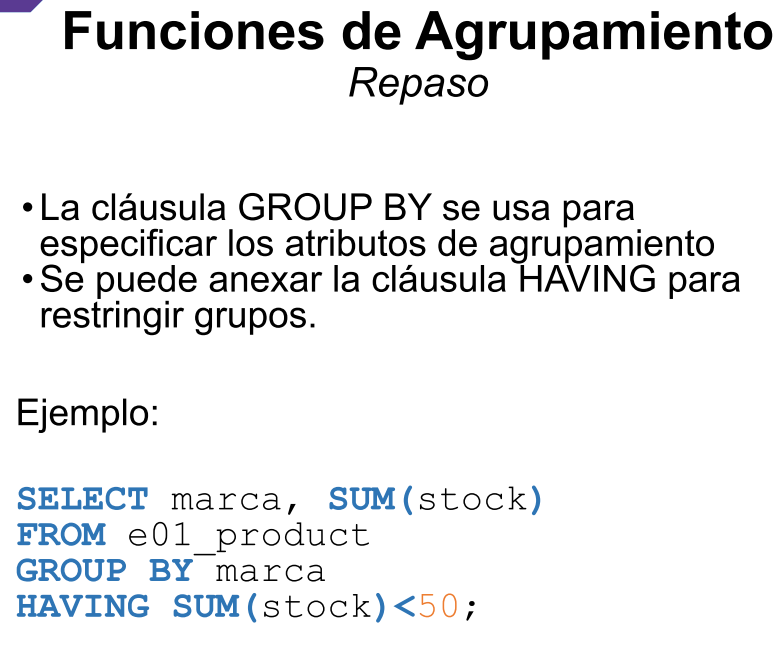 Funciones de Agrupamiento
Repaso
•La cláusula GROUP BY se usa para
especificar los atributos de agrupamiento
•Se puede anexar la cláusula HAVING para
restringir grupos.
Ejemplo:
SELECT marca, SUM(stock)
FROM e01_product
GROUP BY marca
HAVING SUM(stock)<50;